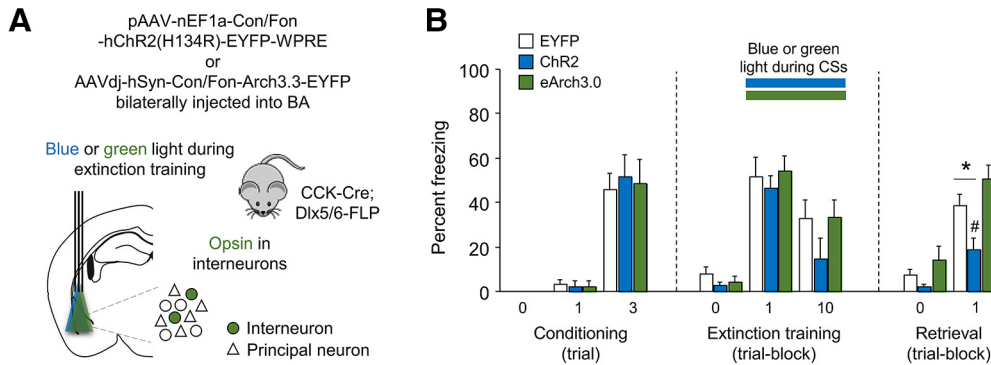 A
pAAV-nEF1a-Con/Fon
-hChR2(H134R)-EYFP-WPRE
or
AAVdj-hSyn-Con/Fon-Arch3.3-EYFP
bilaterally injected into BA
Blue or green light during
extinction training
CCK-Cre;
Dlx5/6-FLP
Opsin in
interneurons
Interneuron
Principal neuron
B
EYFP
ChR2
eArch3.0
Blue or green
light during CSs
Percent freezing
100
80
60
40
20
0
*
#
0 1 3 0 1 10 0 1
Conditioning
(trial)
Extinction training
(trial-block)
Retrieval
(trial-block)